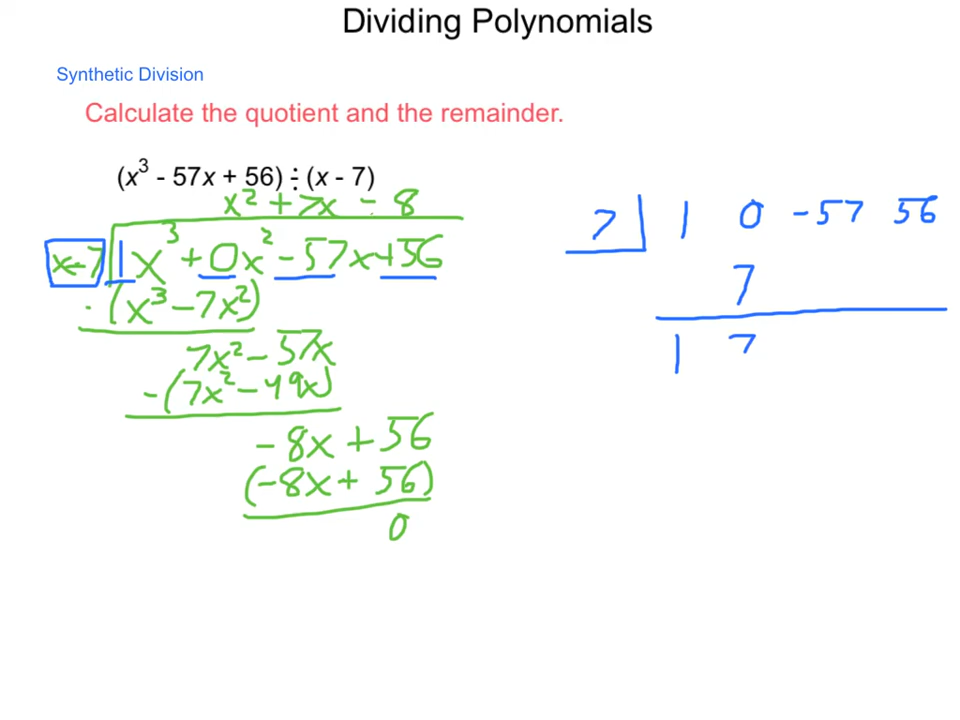 Dividing Polynomials
Synthetic Division
Calculate the quotient and the remainder.
(x³ - 57x + 56) ÷ (x - 7)
x² + 7x - 8
x-7 1x³ + 0x² - 57x + 56
-(x³ - 7x²)
7x² - 57x
-(7x² - 49x)
-8x + 56
(-8x + 56)
0
7 | 1 0 -57 56
7
1 7